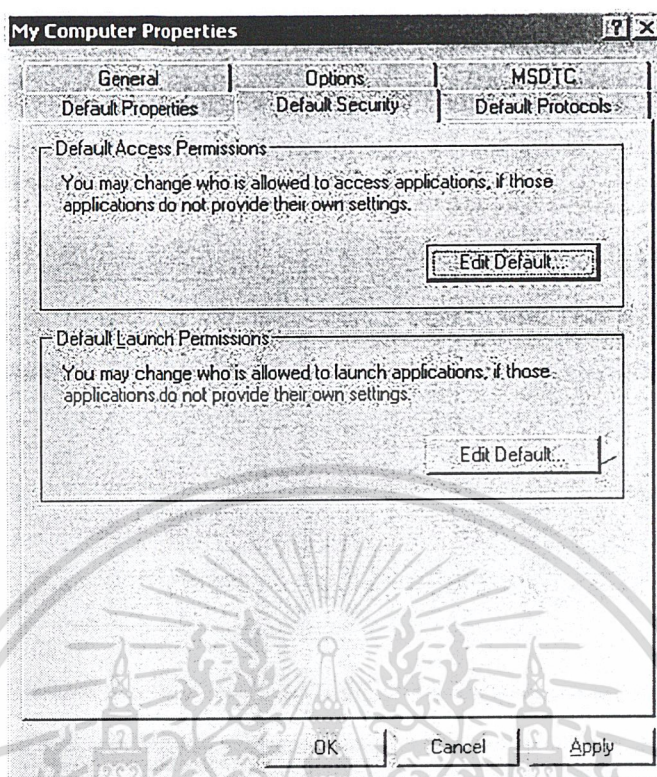 My Computer Properties
General Options MSDTC
Default Properties Default Security Default Protocols
Default Access Permissions
You may change who is allowed to access applications, if those
applications do not provide their own settings.
Edit Default...
Default Launch Permissions
You may change who is allowed to launch applications, if those
applications do not provide their own settings.
Edit Default...
OK Cancel Apply